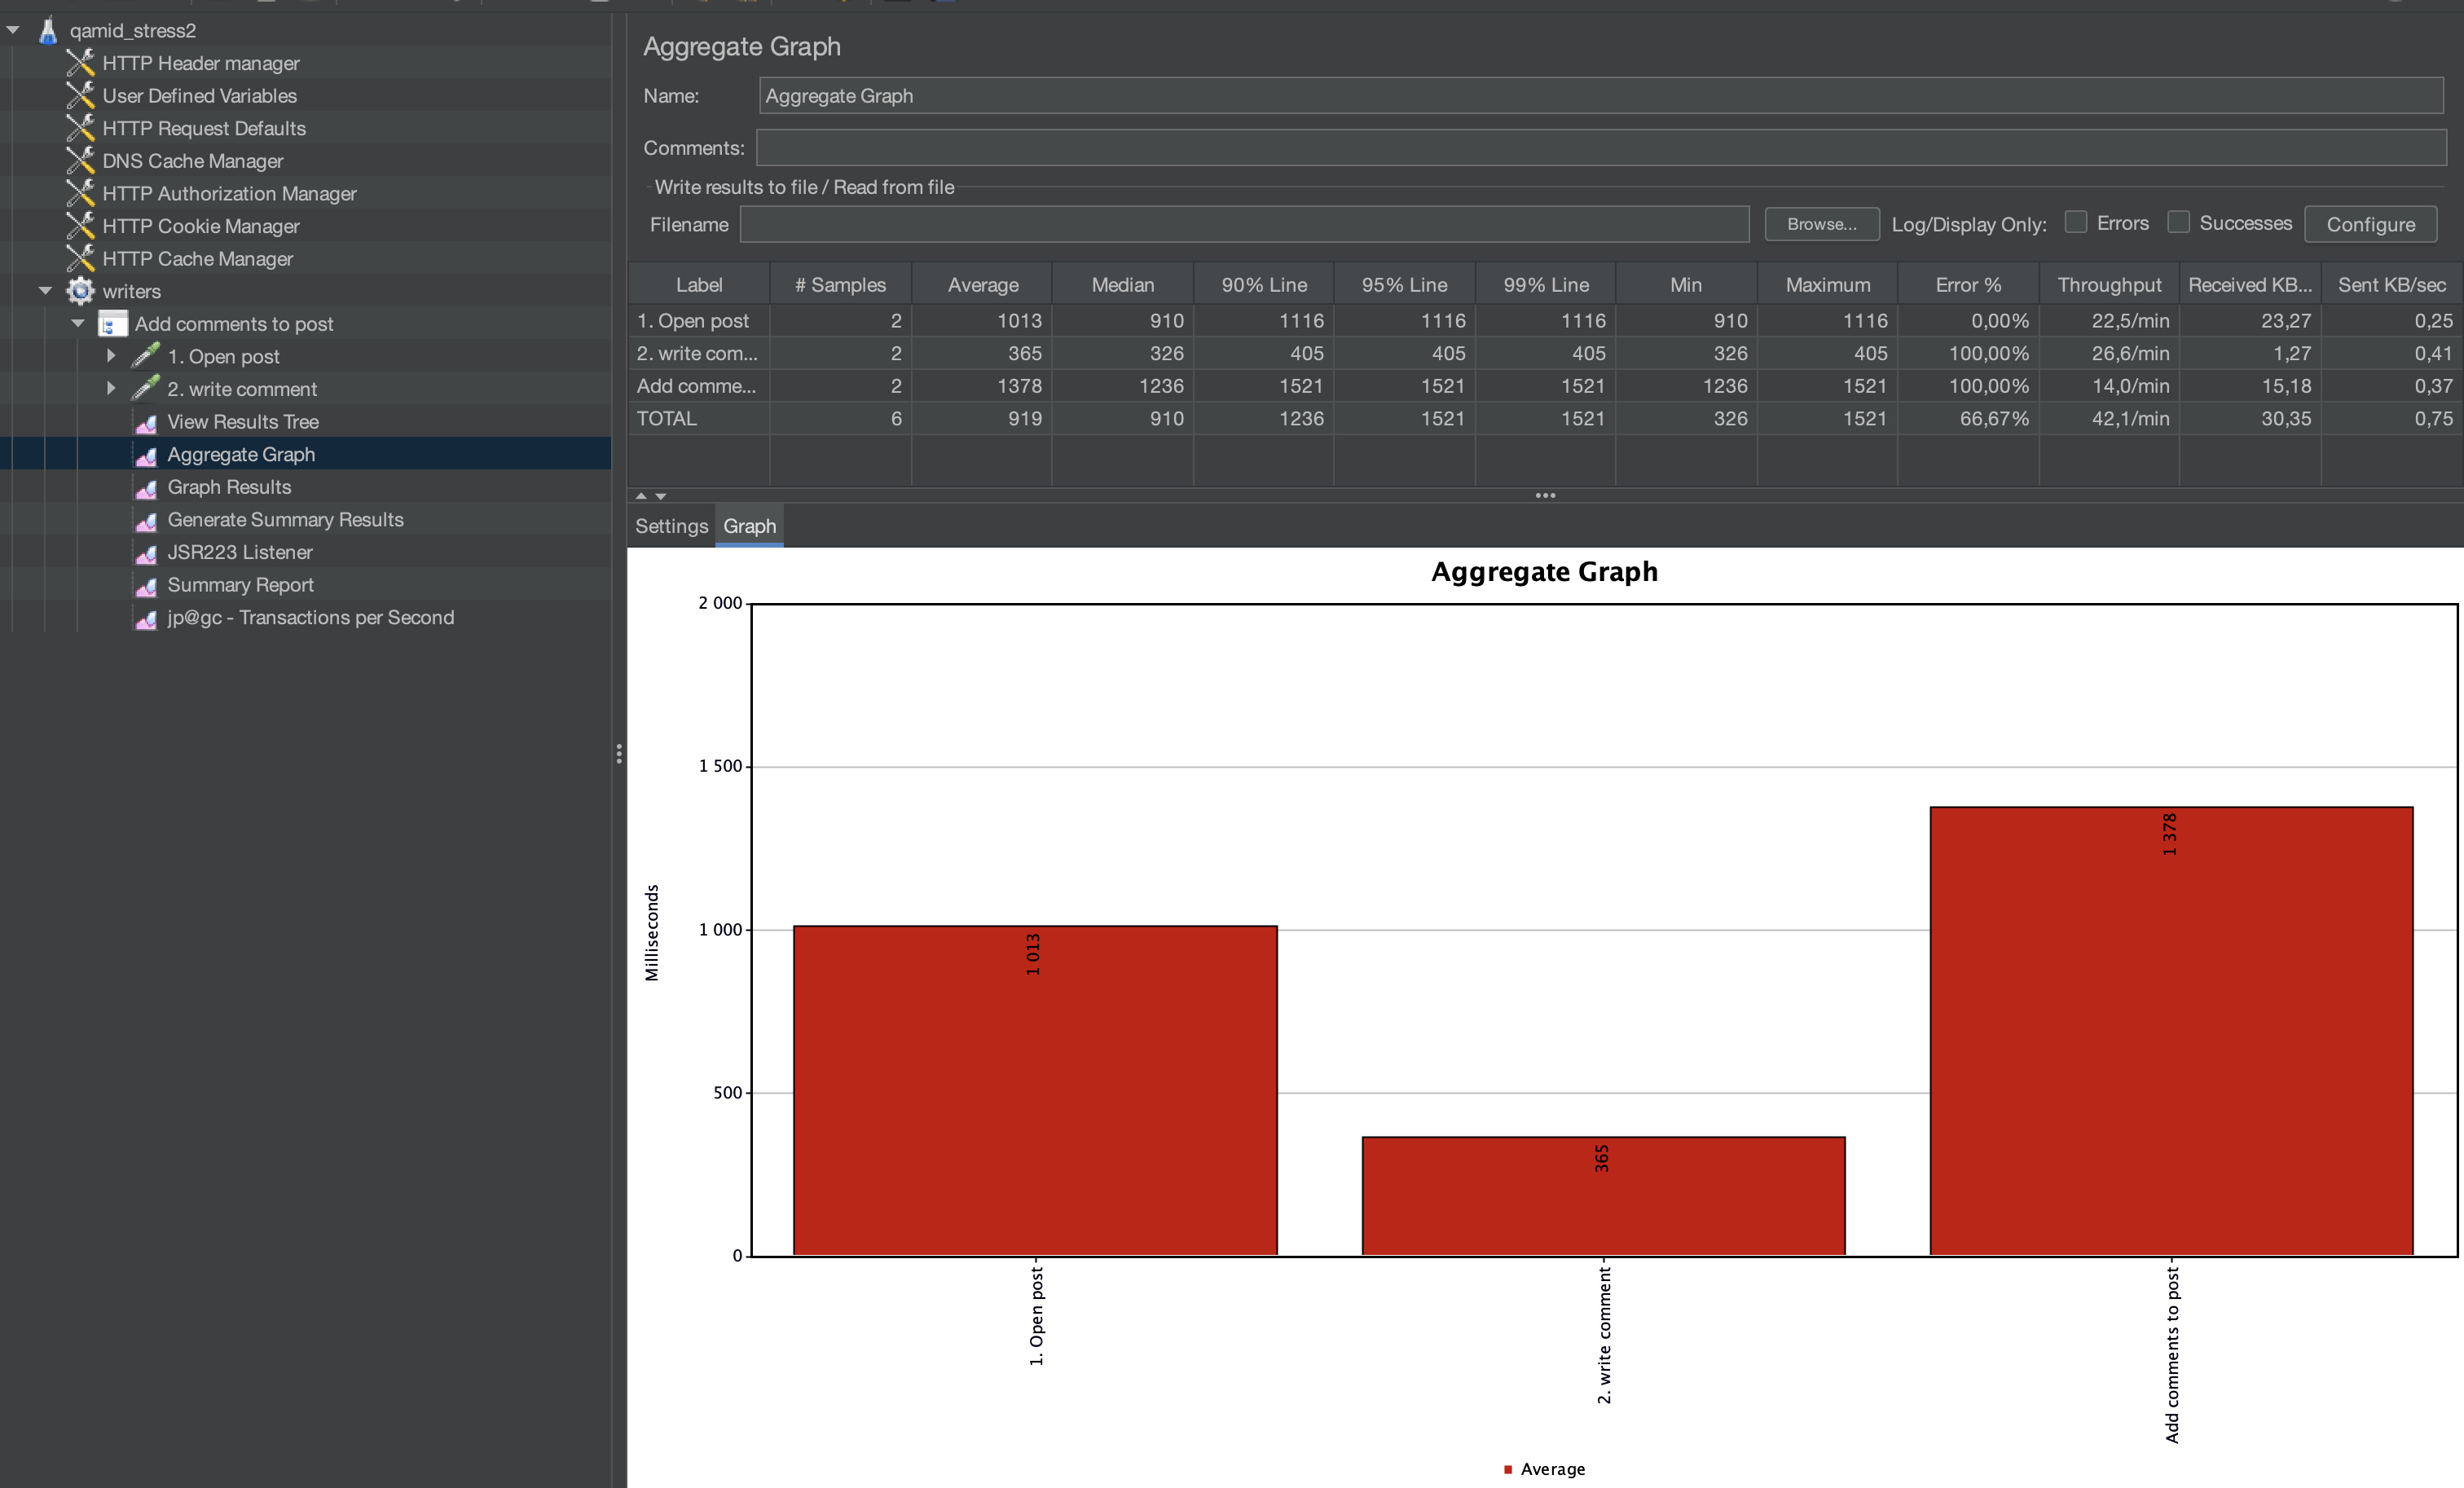 qamid_stress2
HTTP Header manager
User Defined Variables
HTTP Request Defaults
DNS Cache Manager
HTTP Authorization Manager
HTTP Cookie Manager
HTTP Cache Manager
writers
Add comments to post
1. Open post
2. write comment
View Results Tree
Aggregate Graph
Graph Results
Generate Summary Results
JSR223 Listener
Summary Report
jp@gc - Transactions per Second
Aggregate Graph
Name: Aggregate Graph
Comments:
Write results to file / Read from file
Filename Browse... Log/Display Only: Errors Successes Configure
Label # Samples Average Median 90% Line 95% Line 99% Line Min Maximum Error % Throughput Received KB... Sent KB/sec
1. Open post 2 1013 910 1116 1116 1116 910 1116 0,00% 22,5/min 23,27 0,25
2. write com... 2 365 326 405 405 405 326 405 100,00% 26,6/min 1,27 0,41
Add comme... 2 1378 1236 1521 1521 1521 1236 1521 100,00% 14,0/min 15,18 0,37
TOTAL 6 919 910 1236 1521 1521 326 1521 66,67% 42,1/min 30,35 0,75
Settings Graph
Aggregate Graph
2 000
1 500
1 000
500
0
Milliseconds
1 013
365
1 378
1. Open post
2. write comment
Add comments to post
Average